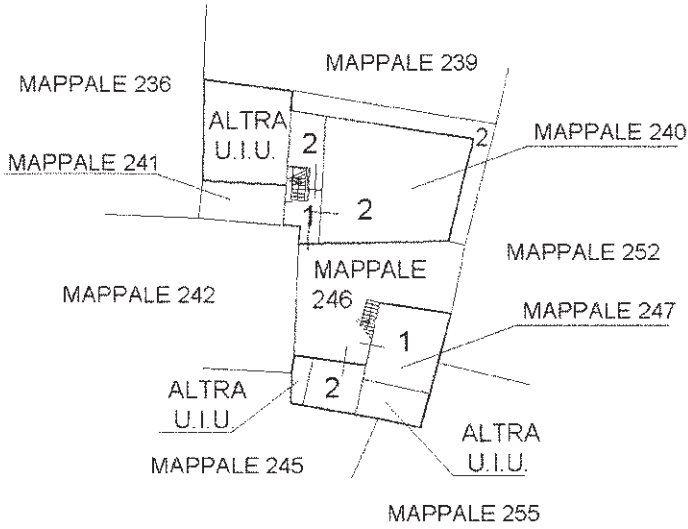 MAPPALE 239
MAPPALE 236
ALTRA
U.I.U.
2
2
MAPPALE 240
MAPPALE 241
1
2
MAPPALE 252
MAPPALE
246
MAPPALE 242
MAPPALE 247
1
ALTRA
U.I.U.
2
ALTRA
U.I.U.
MAPPALE 245
MAPPALE 255